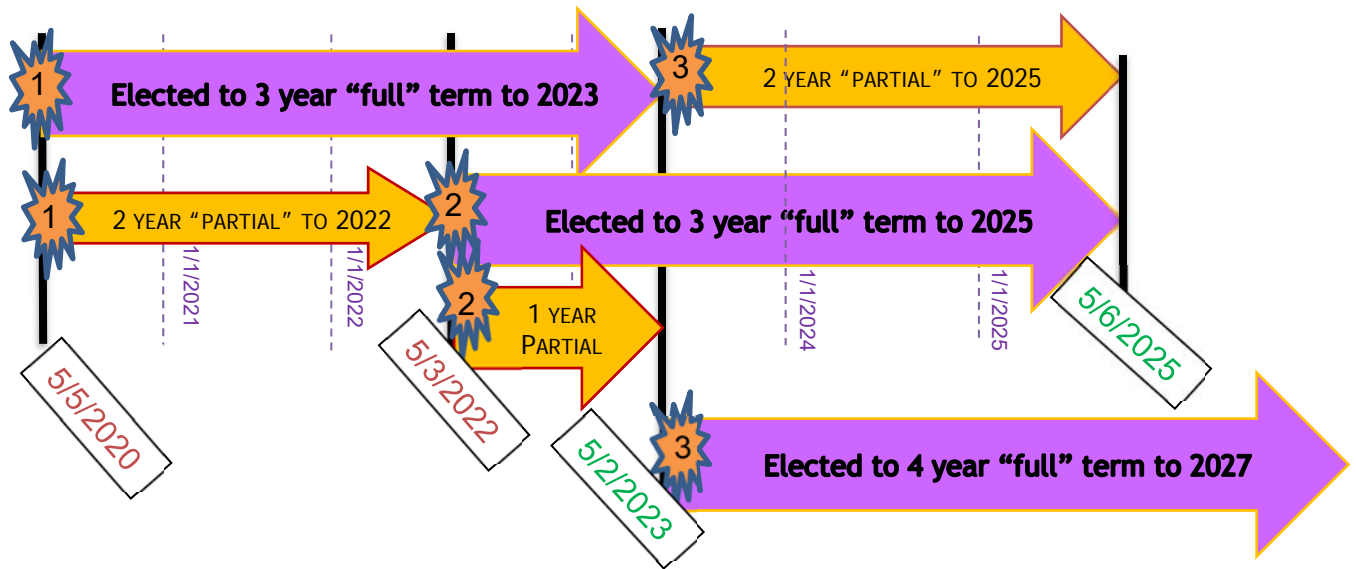 1
Elected to 3 year “full” term to 2023
3
2 YEAR “PARTIAL” TO 2025
1
2 YEAR “PARTIAL” TO 2022
2
Elected to 3 year “full” term to 2025
1/1/2021
1/1/2022
1/1/2024
1/1/2025
2
1 YEAR
PARTIAL
5/5/2020
5/3/2022
5/2/2023
5/6/2025
3
Elected to 4 year “full” term to 2027